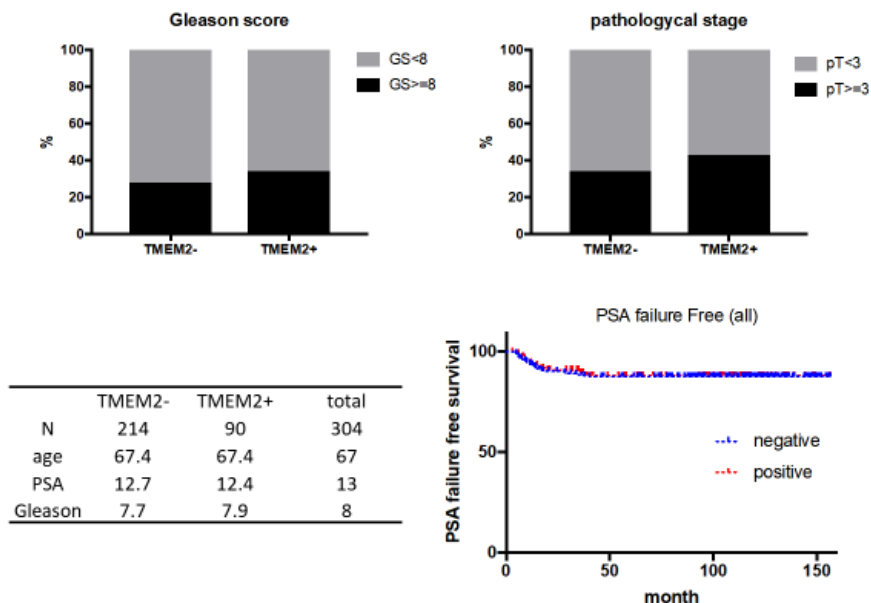 Gleason score
100
80
60
40
20
0
%
TMEM2-
TMEM2+
GS<8
GS>=8
pathologycal stage
100
80
60
40
20
0
%
TMEM2-
TMEM2+
pT<3
pT>=3
TMEM2- TMEM2+ total
N 214 90 304
age 67.4 67.4 67
PSA 12.7 12.4 13
Gleason 7.7 7.9 8
PSA failure Free (all)
PSA failure free survival
100
50
0
negative
positive
0 50 100 150
month